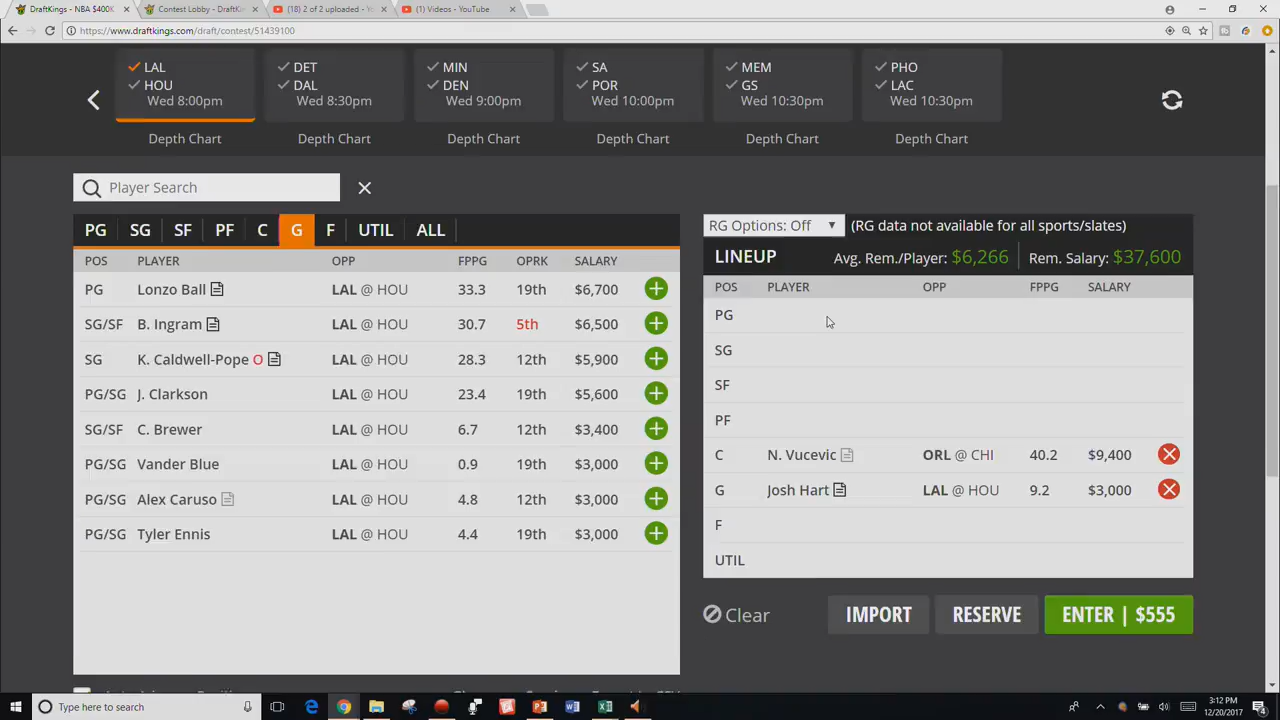 DraftKings - NBA $400K
Contest Lobby - DraftK
(18) 2 of 2 uploaded - Y
(1) Videos - YouTube
https://www.draftkings.com/draft/contest/51439100
LAL
HOU
Wed 8:00pm
Depth Chart
DET
DAL
Wed 8:30pm
Depth Chart
MIN
DEN
Wed 9:00pm
Depth Chart
SA
POR
Wed 10:00pm
Depth Chart
MEM
GS
Wed 10:30pm
Depth Chart
PHO
LAC
Wed 10:30pm
Depth Chart
Player Search
PG SG SF PF C G F UTIL ALL
POS PLAYER OPP FPPG OPRK SALARY
PG Lonzo Ball LAL @ HOU 33.3 19th $6,700
SG/SF B. Ingram LAL @ HOU 30.7 5th $6,500
SG K. Caldwell-Pope O LAL @ HOU 28.3 12th $5,900
PG/SG J. Clarkson LAL @ HOU 23.4 19th $5,600
SG/SF C. Brewer LAL @ HOU 6.7 12th $3,400
PG/SG Vander Blue LAL @ HOU 0.9 19th $3,000
PG/SG Alex Caruso LAL @ HOU 4.8 12th $3,000
PG/SG Tyler Ennis LAL @ HOU 4.4 19th $3,000
RG Options: Off (RG data not available for all sports/slates)
LINEUP Avg. Rem./Player: $6,266 Rem. Salary: $37,600
POS PLAYER OPP FPPG SALARY
PG
SG
SF
PF
C N. Vucevic ORL @ CHI 40.2 $9,400
G Josh Hart LAL @ HOU 9.2 $3,000
F
UTIL
Clear IMPORT RESERVE ENTER | $555
Type here to search
3:12 PM
12/20/2017